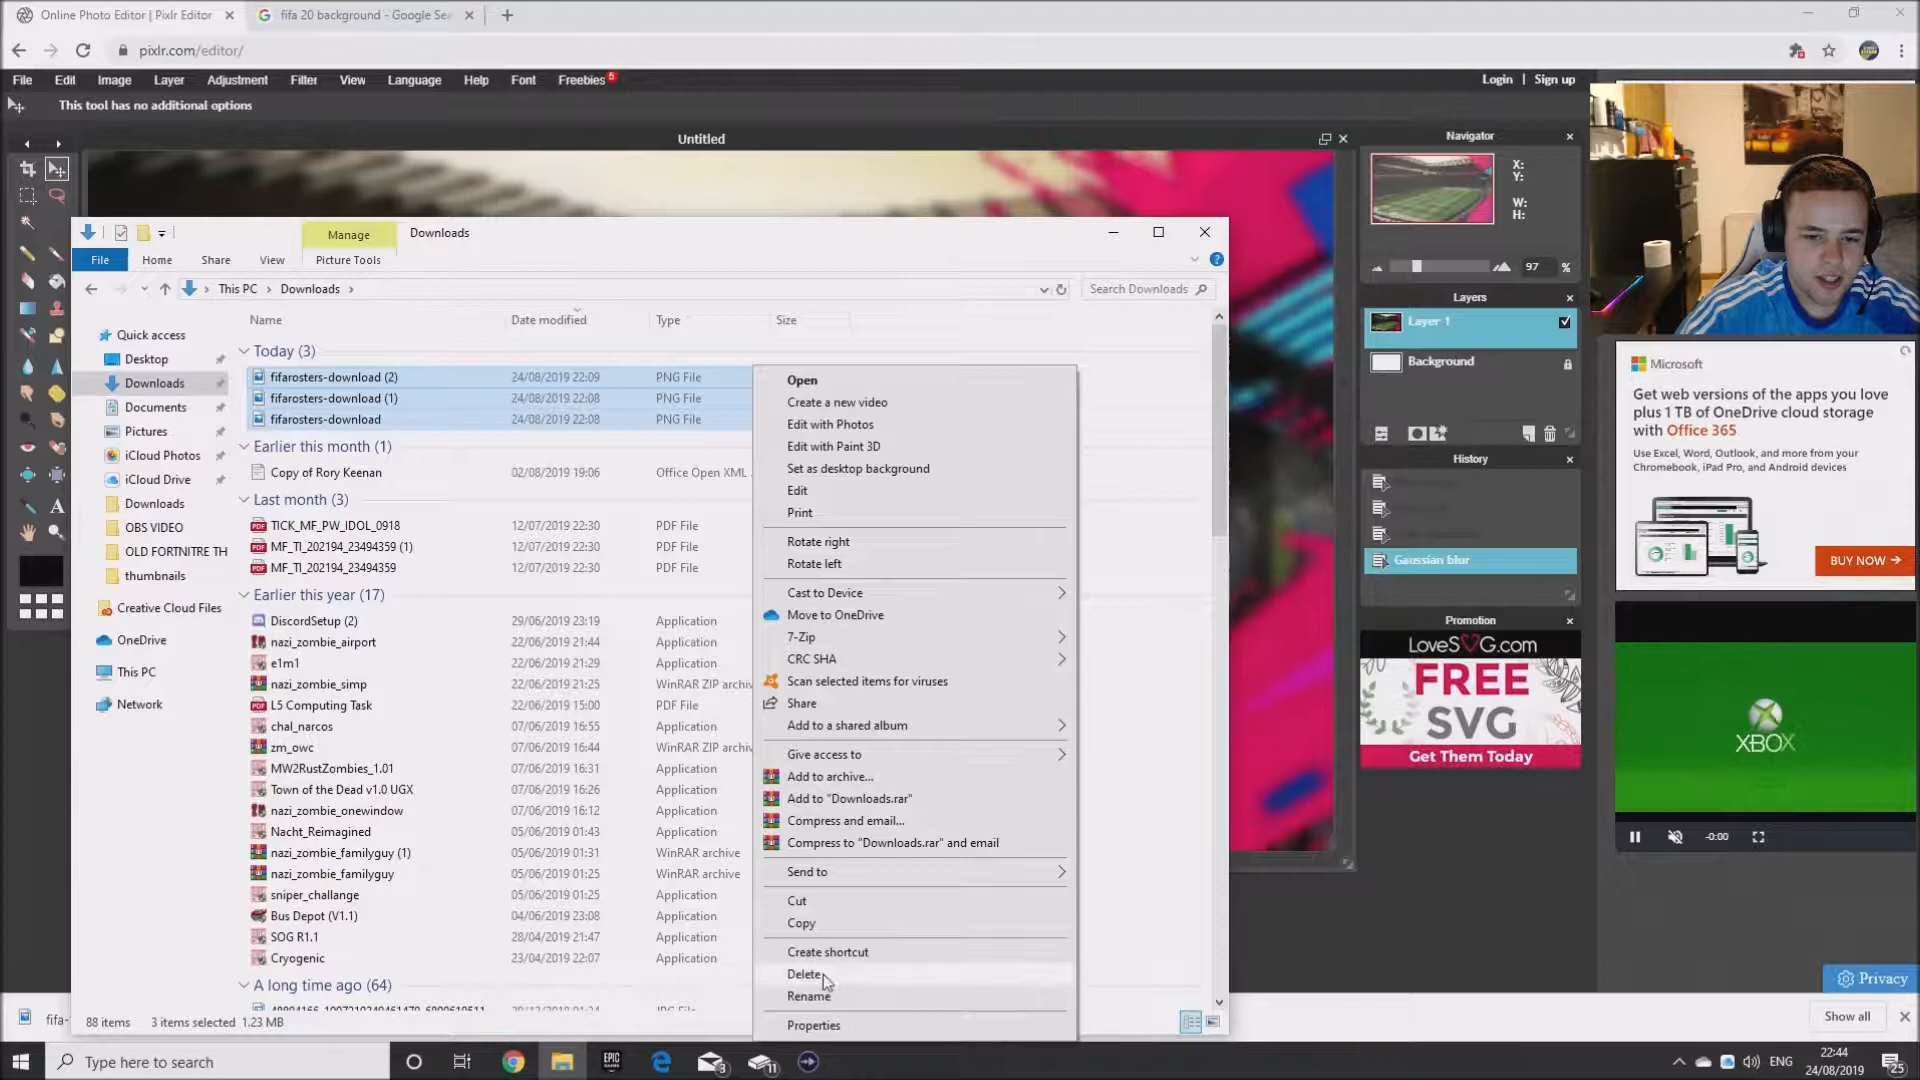 Online Photo Editor | Pixlr Editor
fifa 20 background - Google Sea
pixlr.com/editor/
File Edit Image Layer Adjustment Filter View Language Help Font Freebies 5
Login | Sign up
This tool has no additional options
Untitled
Navigator
X:
Y:
W:
H:
97 %
Layers
Layer 1
Background
History
Gaussian blur
Promotion
LoveSVG.com
FREE
SVG
Get Them Today
Microsoft
Get web versions of the apps you love
plus 1 TB of OneDrive cloud storage
with Office 365
Use Excel, Word, Outlook, and more from your
Chromebook, iPad Pro, and Android devices
BUY NOW →
XBOX
-0:00
Privacy
Manage
Downloads
File Home Share View Picture Tools
This PC > Downloads >
Search Downloads
Name Date modified Type Size
Quick access
Desktop
Downloads
Documents
Pictures
iCloud Photos
iCloud Drive
Downloads
OBS VIDEO
OLD FORTNITRE TH
thumbnails
Creative Cloud Files
OneDrive
This PC
Network
Today (3)
fifarosters-download (2) 24/08/2019 22:09 PNG File
fifarosters-download (1) 24/08/2019 22:08 PNG File
fifarosters-download 24/08/2019 22:08 PNG File
Earlier this month (1)
Copy of Rory Keenan 02/08/2019 19:06 Office Open XML ...
Last month (3)
TICK_MF_PW_IDOL_0918 12/07/2019 22:30 PDF File
MF_TI_202194_23494359 (1) 12/07/2019 22:30 PDF File
MF_TI_202194_23494359 12/07/2019 22:30 PDF File
Earlier this year (17)
DiscordSetup (2) 29/06/2019 23:19 Application
nazi_zombie_airport 22/06/2019 21:44 Application
e1m1 22/06/2019 21:29 Application
nazi_zombie_simp 22/06/2019 21:25 WinRAR ZIP archiv
L5 Computing Task 22/06/2019 15:00 PDF File
chal_narcos 07/06/2019 16:55 Application
zm_owc 07/06/2019 16:44 WinRAR ZIP archiv
MW2RustZombies_1.01 07/06/2019 16:31 Application
Town of the Dead v1.0 UGX 07/06/2019 16:26 Application
nazi_zombie_onewindow 07/06/2019 16:12 Application
Nacht_Reimagined 05/06/2019 01:43 Application
nazi_zombie_familyguy (1) 05/06/2019 01:31 WinRAR archive
nazi_zombie_familyguy 05/06/2019 01:25 WinRAR archive
sniper_challange 05/06/2019 01:25 Application
Bus Depot (V1.1) 04/06/2019 23:08 Application
SOG R1.1 28/04/2019 21:47 Application
Cryogenic 23/04/2019 22:07 Application
A long time ago (64)
88 items 3 items selected 1.23 MB
Open
Create a new video
Edit with Photos
Edit with Paint 3D
Set as desktop background
Edit
Print
Rotate right
Rotate left
Cast to Device
Move to OneDrive
7-Zip
CRC SHA
Scan selected items for viruses
Share
Add to a shared album
Give access to
Add to archive...
Add to "Downloads.rar"
Compress and email...
Compress to "Downloads.rar" and email
Send to
Cut
Copy
Create shortcut
Delete
Rename
Properties
fifa-
Show all
Type here to search
EPIC
GAMES
3
11
ENG
22:44
24/08/2019
25